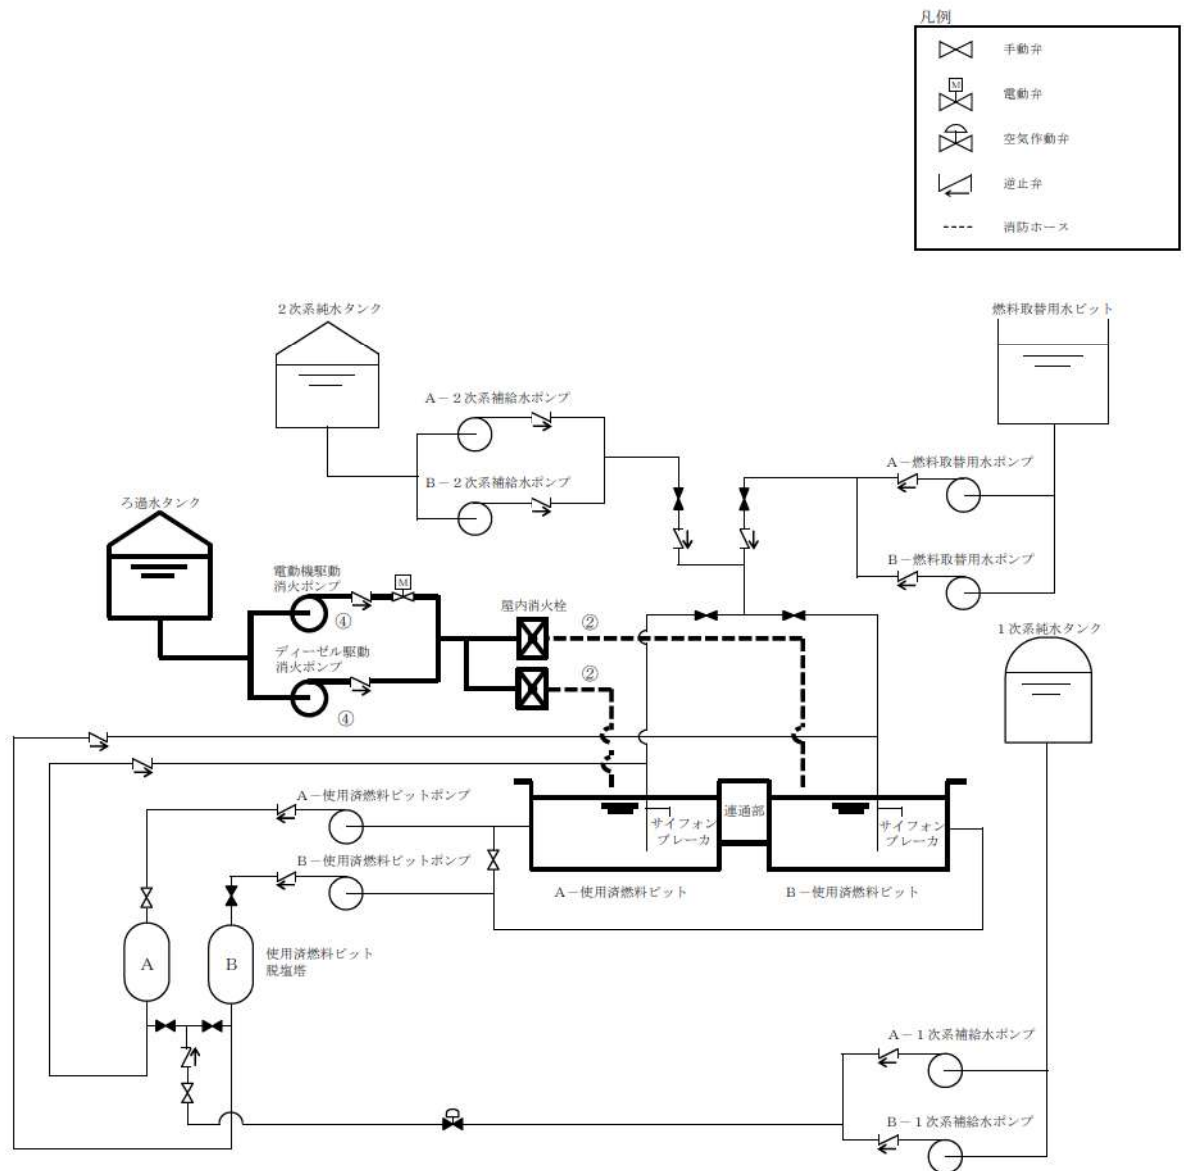 凡例
手動弁
M
電動弁
空気作動弁
逆止弁
消防ホース
2次系純水タンク
燃料取替用水ピット
A-2次系補給水ポンプ
B-2次系補給水ポンプ
A-燃料取替用水ポンプ
B-燃料取替用水ポンプ
ろ過水タンク
電動機駆動
消火ポンプ
M
④
屋内消火栓
②
②
ディーゼル駆動
消火ポンプ
④
1次系純水タンク
A-使用済燃料ピットポンプ
B-使用済燃料ピットポンプ
サイフォン
ブレーカ
連通部
サイフォン
ブレーカ
A-使用済燃料ピット
B-使用済燃料ピット
A
B
使用済燃料ピット
脱塩塔
A-1次系補給水ポンプ
B-1次系補給水ポンプ